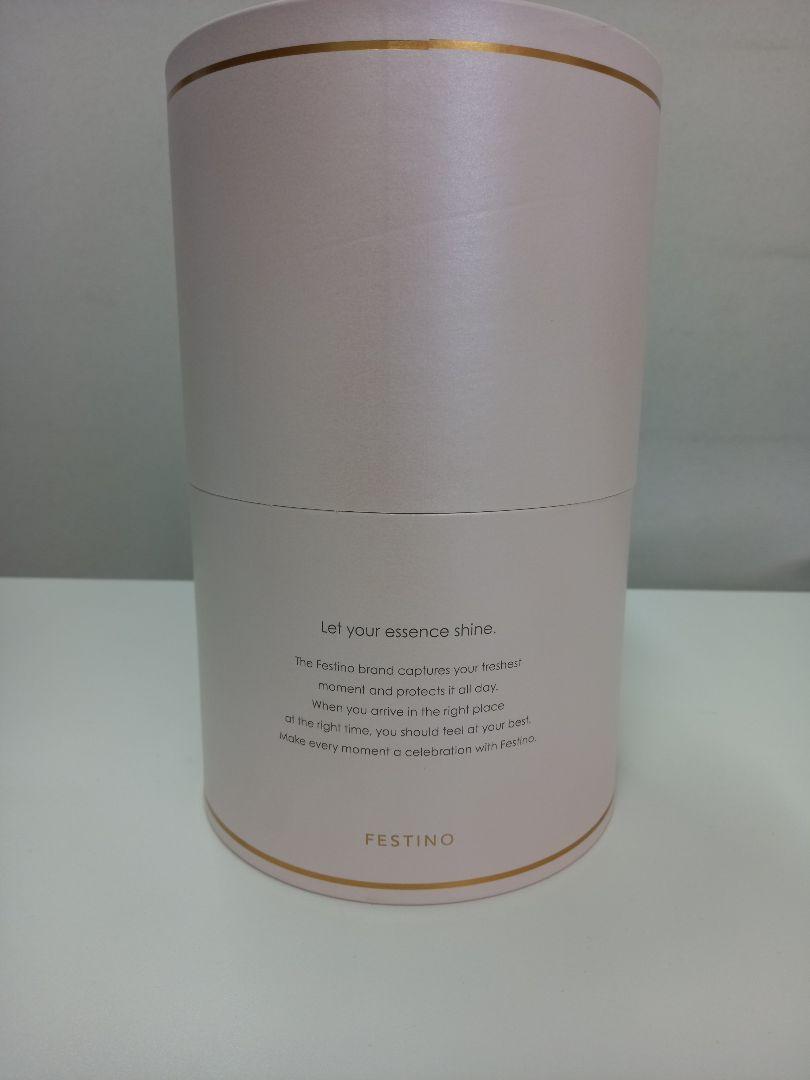 Let your essence shine.
The Festino brand captures your freshest
moment and protects it all day.
When you arrive in the right place
at the right time, you should feel at your best.
Make every moment a celebration with Festino.
FESTINO